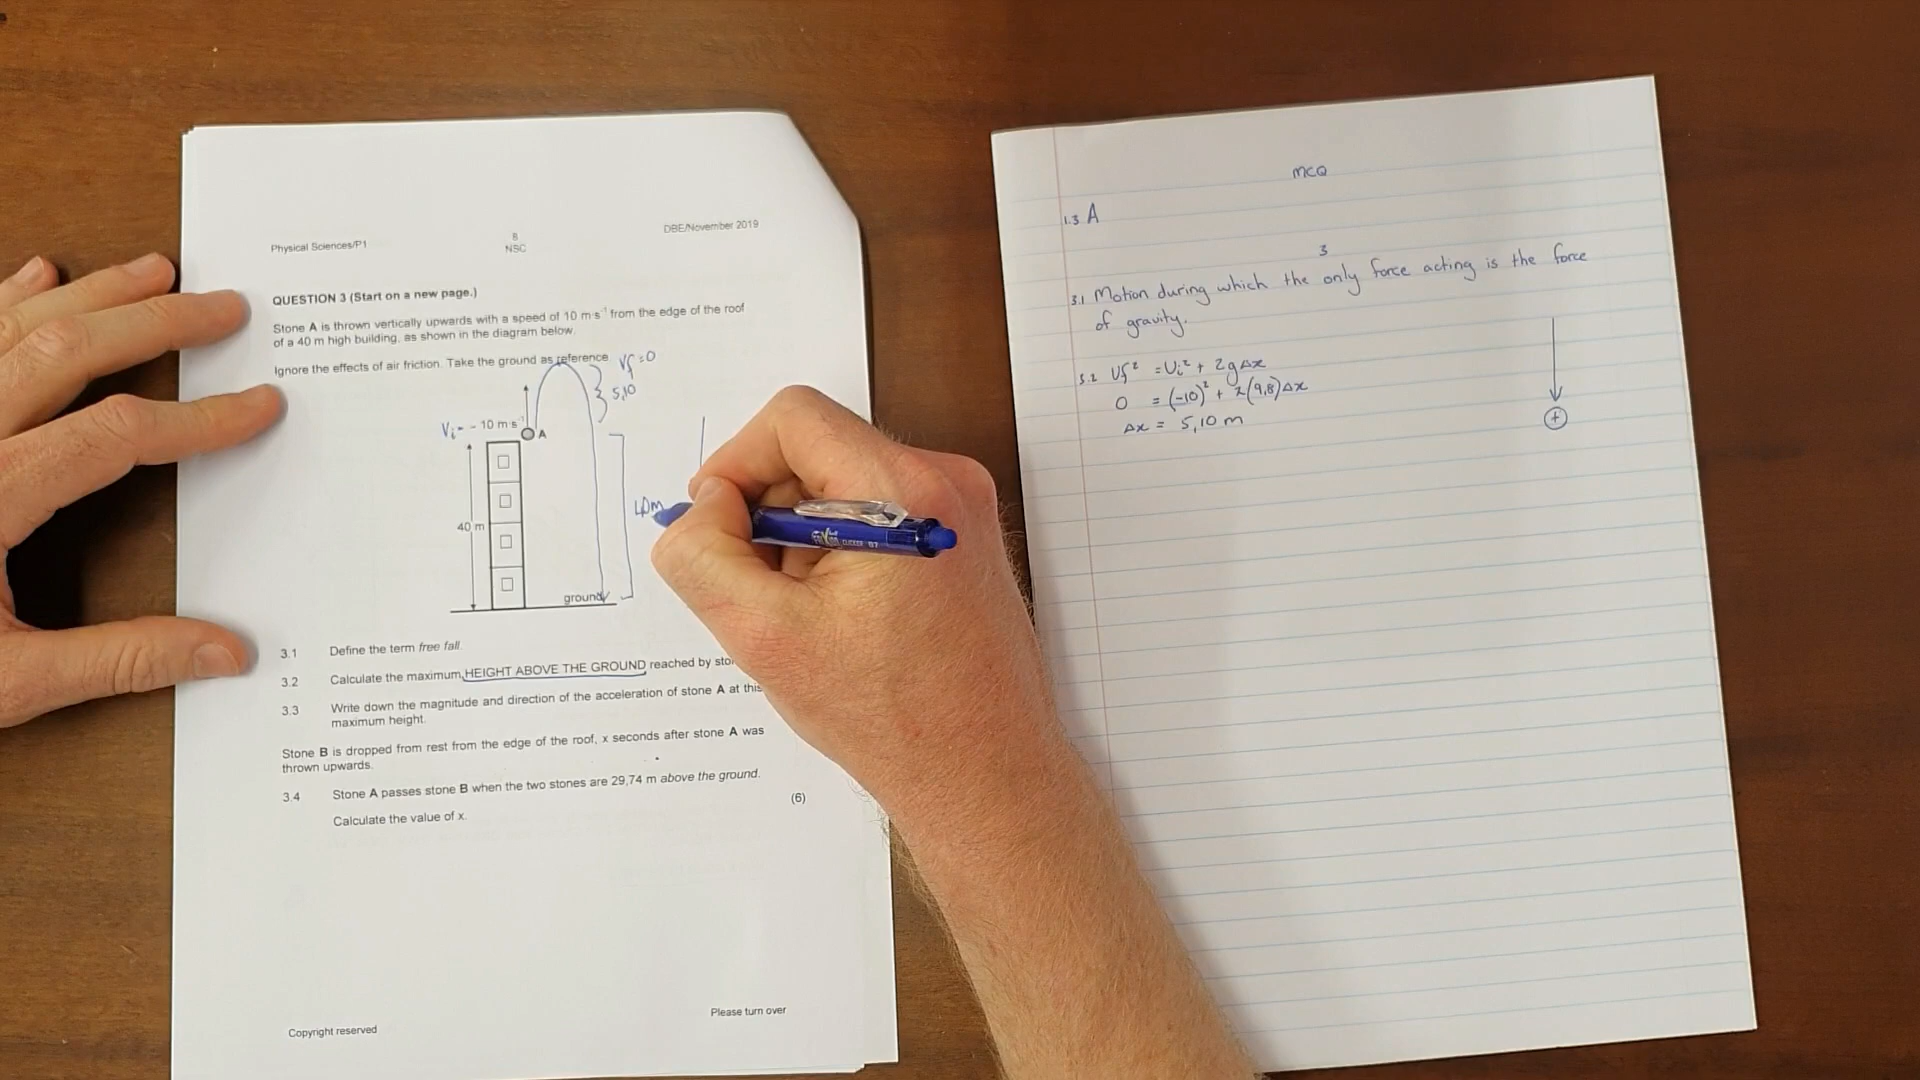 Physical Sciences/P1
8
NSC
DBE/November 2019
QUESTION 3 (Start on a new page.)
Stone A is thrown vertically upwards with a speed of 10 m·s⁻¹ from the edge of the roof
of a 40 m high building, as shown in the diagram below.
Ignore the effects of air friction. Take the ground as reference.
Vf = 0
5,10
Vi = - 10 m·s⁻¹
A
40 m
40m
ground
3.1 Define the term free fall.
3.2 Calculate the maximum HEIGHT ABOVE THE GROUND reached by
3.3 Write down the magnitude and direction of the acceleration of stone A at this
maximum height.
Stone B is dropped from rest from the edge of the roof, x seconds after stone A was
thrown upwards.
3.4 Stone A passes stone B when the two stones are 29,74 m above the ground.
Calculate the value of x.
(6)
Please turn over
Copyright reserved
MCQ
1.3 A
3
3.1 Motion during which the only force acting is the force
of gravity.
3.2 Vf² = Vi² + 2gΔx
0 = (-10)² + 2(9,8)Δx
Δx = 5,10 m
+